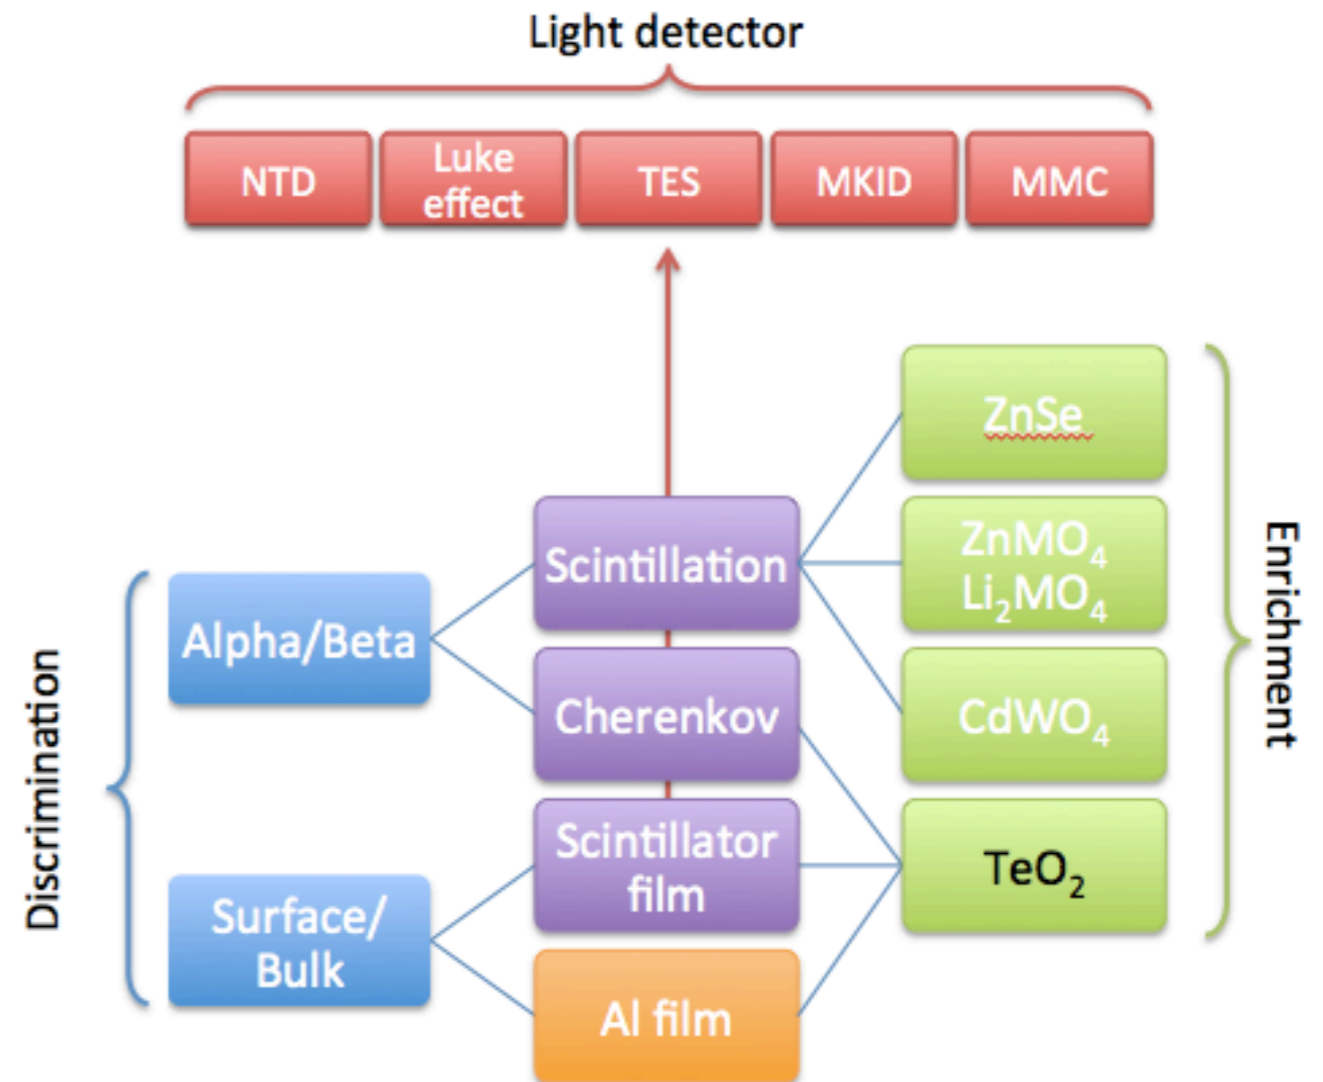 Light detector
NTD
Luke
effect
TES
MKID
MMC
Discrimination
Alpha/Beta
Surface/
Bulk
Scintillation
Cherenkov
Scintillator
film
Al film
ZnSe
ZnMO₄
Li₂MO₄
CdWO₄
TeO₂
Enrichment